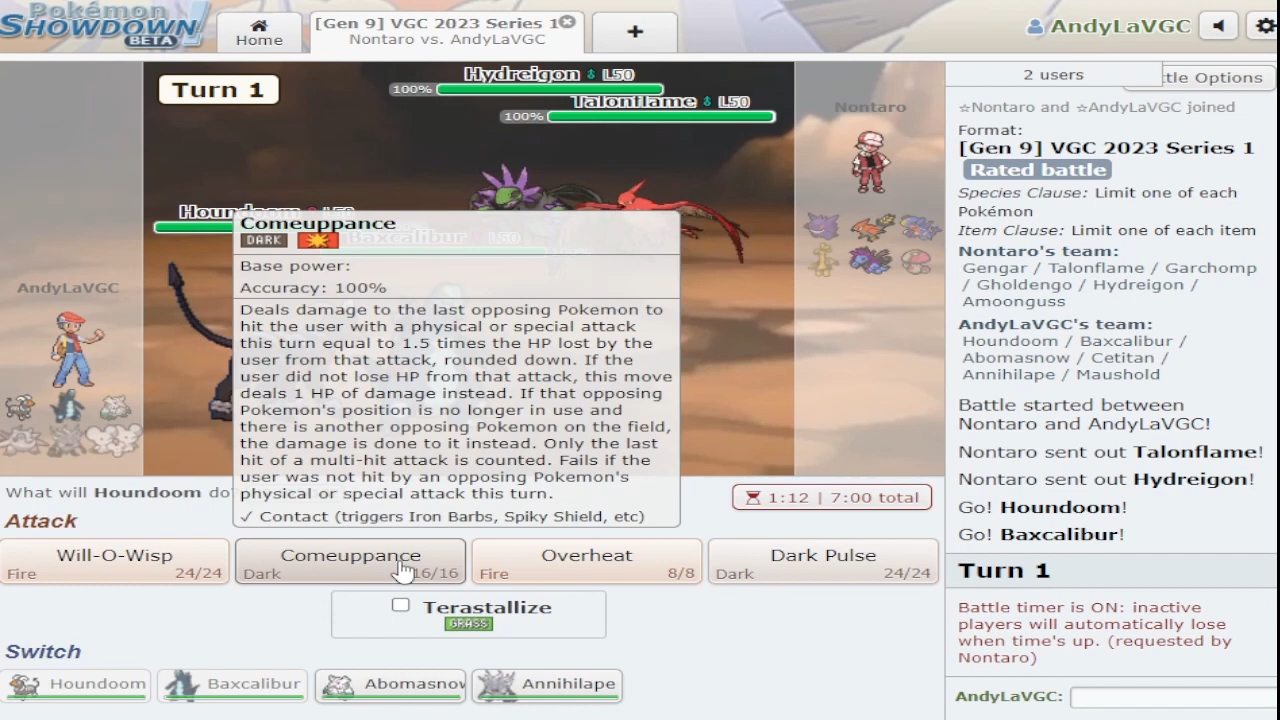 Pokémon
SHOWDOWN!
BETA
Home
[Gen 9] VGC 2023 Series 1
Nontaro vs. AndyLaVGC
+
AndyLaVGC
Turn 1
Hydreigon ♂ L50
100%
Talonflame ♂ L50
100%
Houndoom L50
Baxcalibur L50
AndyLaVGC
Nontaro
Comeuppance
DARK
Base power:
Accuracy: 100%
Deals damage to the last opposing Pokemon to
hit the user with a physical or special attack
this turn equal to 1.5 times the HP lost by the
user from that attack, rounded down. If the
user did not lose HP from that attack, this move
deals 1 HP of damage instead. If that opposing
Pokemon's position is no longer in use and
there is another opposing Pokemon on the field,
the damage is done to it instead. Only the last
hit of a multi-hit attack is counted. Fails if the
user was not hit by an opposing Pokemon's
physical or special attack this turn.
✓ Contact (triggers Iron Barbs, Spiky Shield, etc)
What will Houndoom do
1:12 | 7:00 total
Attack
Will-O-Wisp
Fire 24/24
Comeuppance
Dark 16/16
Overheat
Fire 8/8
Dark Pulse
Dark 24/24
Terastallize
GRASS
Switch
Houndoom
Baxcalibur
Abomasnow
Annihilape
2 users
ttle Options
☆Nontaro and ☆AndyLaVGC joined
Format:
[Gen 9] VGC 2023 Series 1
Rated battle
Species Clause: Limit one of each
Pokémon
Item Clause: Limit one of each item
Nontaro's team:
Gengar / Talonflame / Garchomp
/ Gholdengo / Hydreigon /
Amoonguss
AndyLaVGC's team:
Houndoom / Baxcalibur /
Abomasnow / Cetitan /
Annihilape / Maushold
Battle started between
Nontaro and AndyLaVGC!
Nontaro sent out Talonflame!
Nontaro sent out Hydreigon!
Go! Houndoom!
Go! Baxcalibur!
Turn 1
Battle timer is ON: inactive
players will automatically lose
when time's up. (requested by
Nontaro)
AndyLaVGC: